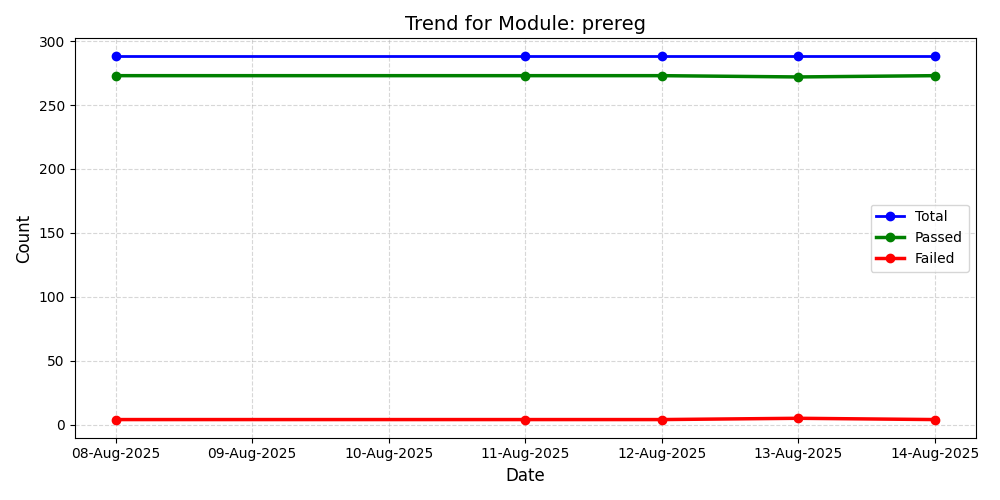 Trend for Module: prereg
300
250
200
150
100
50
0
Count
Total
Passed
Failed
08-Aug-2025 09-Aug-2025 10-Aug-2025 11-Aug-2025 12-Aug-2025 13-Aug-2025 14-Aug-2025
Date